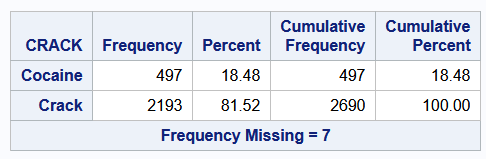 CRACK Frequency Percent Cumulative Frequency Cumulative Percent
Cocaine 497 18.48 497 18.48
Crack 2193 81.52 2690 100.00
Frequency Missing = 7